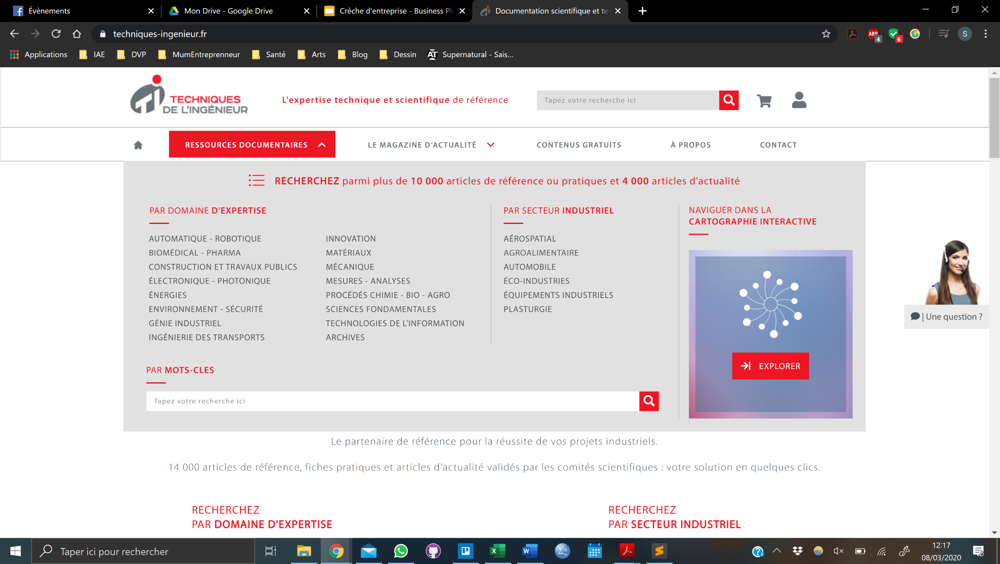 Évènements
Mon Drive - Google Drive
Crèche d'entreprise - Business Pla
Documentation scientifique et te
techniques-ingenieur.fr
ABP
4
6
S
Applications
IAE
DVP
MumEntreprenneur
Santé
Arts
Blog
Dessin
Supernatural - Sais...
TECHNIQUES
DE L'INGÉNIEUR
L'expertise technique et scientifique de référence
Tapez votre recherche ici
RESSOURCES DOCUMENTAIRES
LE MAGAZINE D'ACTUALITÉ
CONTENUS GRATUITS
À PROPOS
CONTACT
RECHERCHEZ parmi plus de 10 000 articles de référence ou pratiques et 4 000 articles d'actualité
PAR DOMAINE D'EXPERTISE
AUTOMATIQUE - ROBOTIQUE
BIOMÉDICAL - PHARMA
CONSTRUCTION ET TRAVAUX PUBLICS
ÉLECTRONIQUE - PHOTONIQUE
ÉNERGIES
ENVIRONNEMENT - SÉCURITÉ
GÉNIE INDUSTRIEL
INGÉNIERIE DES TRANSPORTS
INNOVATION
MATÉRIAUX
MÉCANIQUE
MESURES - ANALYSES
PROCÉDÉS CHIMIE - BIO - AGRO
SCIENCES FONDAMENTALES
TECHNOLOGIES DE L'INFORMATION
ARCHIVES
PAR SECTEUR INDUSTRIEL
AÉROSPATIAL
AGROALIMENTAIRE
AUTOMOBILE
ÉCO-INDUSTRIES
ÉQUIPEMENTS INDUSTRIELS
PLASTURGIE
NAVIGUER DANS LA
CARTOGRAPHIE INTERACTIVE
EXPLORER
| Une question ?
PAR MOTS-CLES
Tapez votre recherche ici
Le partenaire de référence pour la réussite de vos projets industriels.
14 000 articles de référence, fiches pratiques et articles d'actualité validés par les comités scientifiques : votre solution en quelques clics.
RECHERCHEZ
PAR DOMAINE D'EXPERTISE
RECHERCHEZ
PAR SECTEUR INDUSTRIEL
Taper ici pour rechercher
12:17
08/03/2020